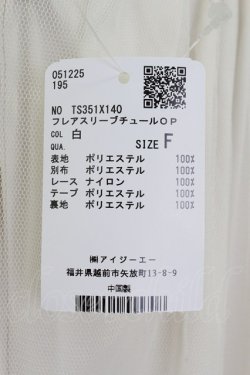 051225
195
NO TS351X140
フレアスリーブチュールOP
COL 白
QUA. SIZE F
表地 ポリエステル 100%
別布 ポリエステル 100%
レース ナイロン 100%
テープ ポリエステル 100%
裏地 ポリエステル 100%
㈱アイジーエー
福井県越前市矢放町13-8-9
中国製